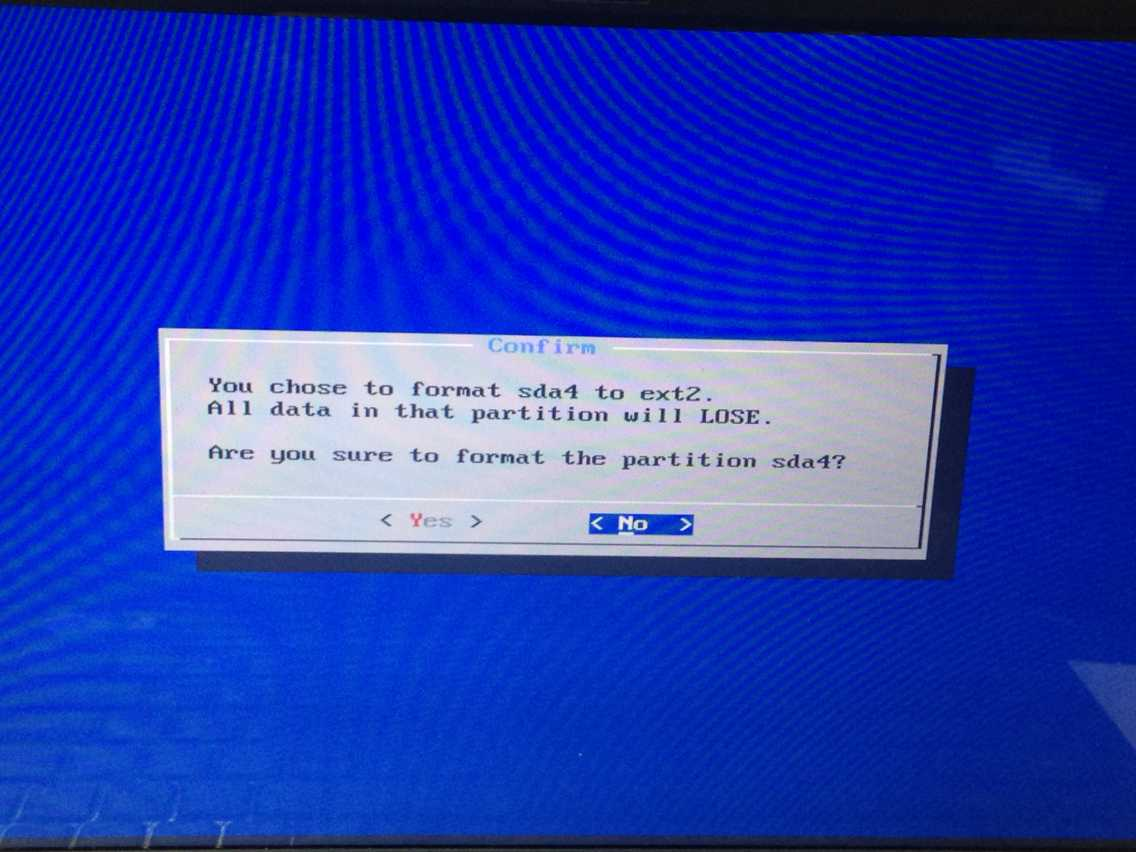 Confirm
You chose to format sda4 to ext2.
All data in that partition will LOSE.
Are you sure to format the partition sda4?
< Yes > < No >